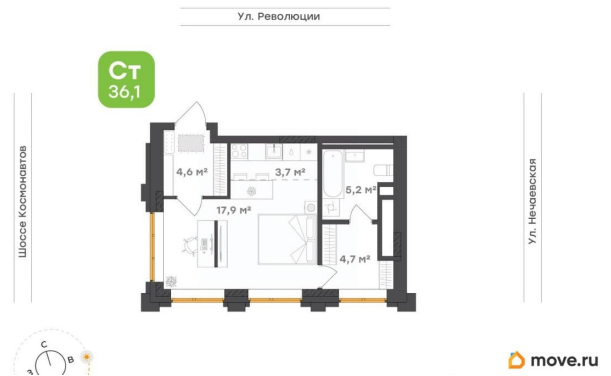 Ул. Революции
Ст
36,1
Шоссе Космонавтов
Ул. Нечаевская
4,6 м²
3,7 м²
5,2 м²
17,9 м²
4,7 м²
С
В
З
move.ru